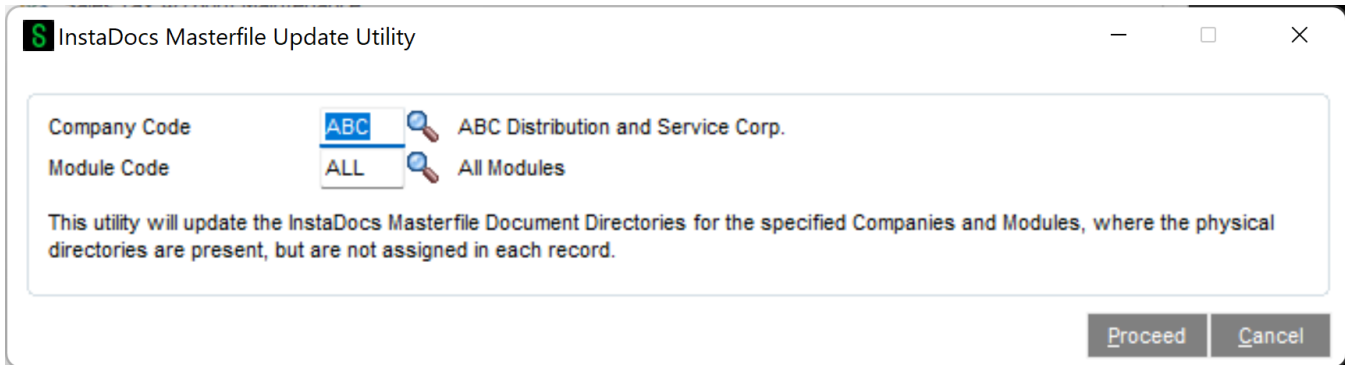 InstaDocs Masterfile Update Utility
Company Code ABC ABC Distribution and Service Corp.
Module Code ALL All Modules
This utility will update the InstaDocs Masterfile Document Directories for the specified Companies and Modules, where the physical
directories are present, but are not assigned in each record.
Proceed Cancel